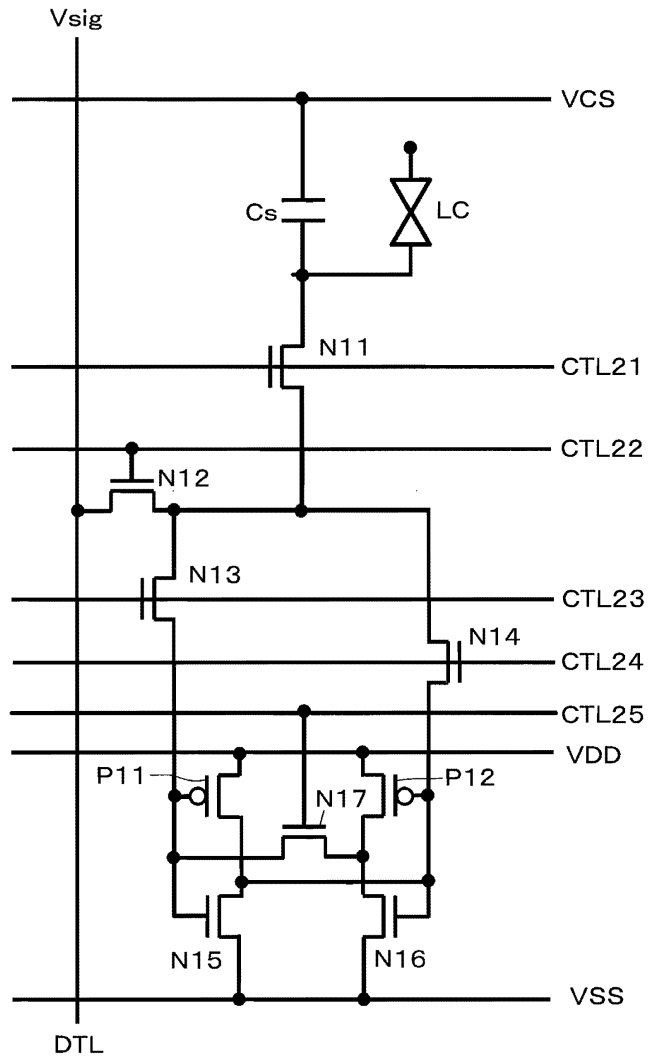 Vsig
VCS
Cs
LC
N11
CTL21
CTL22
N12
N13
CTL23
N14
CTL24
CTL25
VDD
P11
P12
N17
N15
N16
VSS
DTL